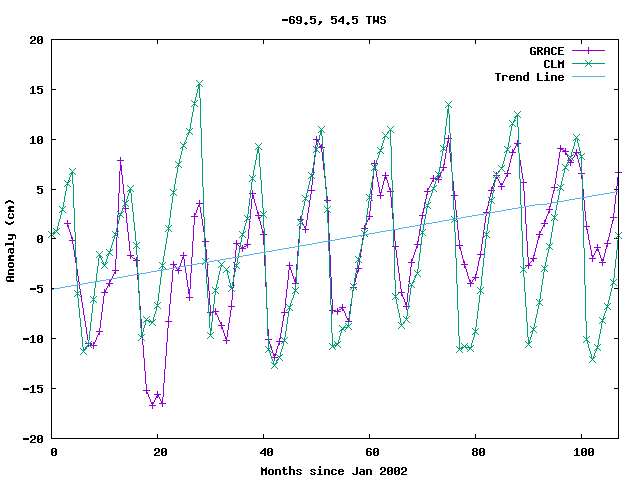 -69.5, 54.5 TWS
GRACE
CLM
Trend Line
20
15
10
5
0
-5
-10
-15
-20
Anomaly (cm)
0 20 40 60 80 100
Months since Jan 2002